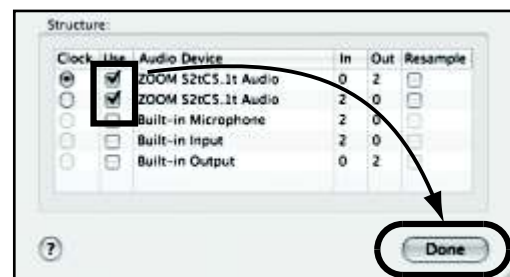 Structure:
Clock Use Audio Device In Out Resample
ZOOM S2tCS.1t Audio 0 2
ZOOM S2tCS.1t Audio 2 0
Built-in Microphone 2 0
Built-in Input 2 0
Built-in Output 0 2
? Done